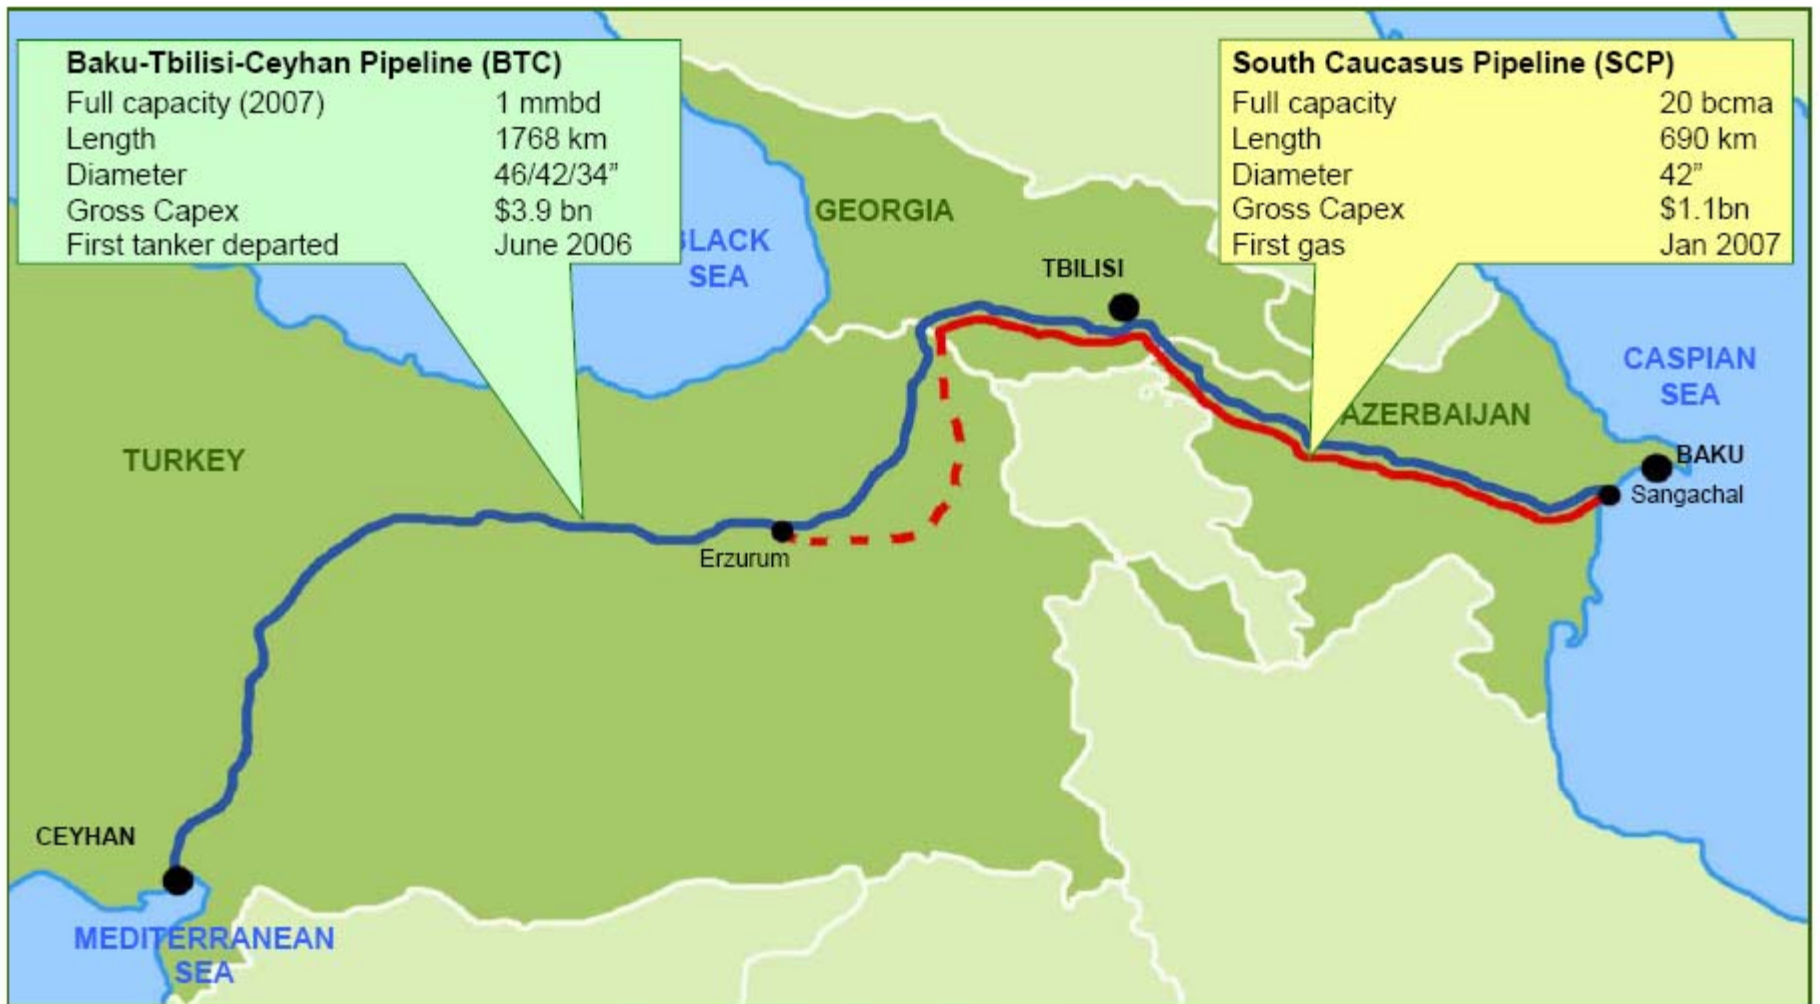 Baku-Tbilisi-Ceyhan Pipeline (BTC)
Full capacity (2007) 1 mmbd
Length 1768 km
Diameter 46/42/34”
Gross Capex $3.9 bn
First tanker departed June 2006
South Caucasus Pipeline (SCP)
Full capacity 20 bcma
Length 690 km
Diameter 42”
Gross Capex $1.1bn
First gas Jan 2007
GEORGIA
BLACK
SEA
TBILISI
CASPIAN
SEA
AZERBAIJAN
TURKEY
BAKU
Sangachal
Erzurum
CEYHAN
MEDITERRANEAN
SEA